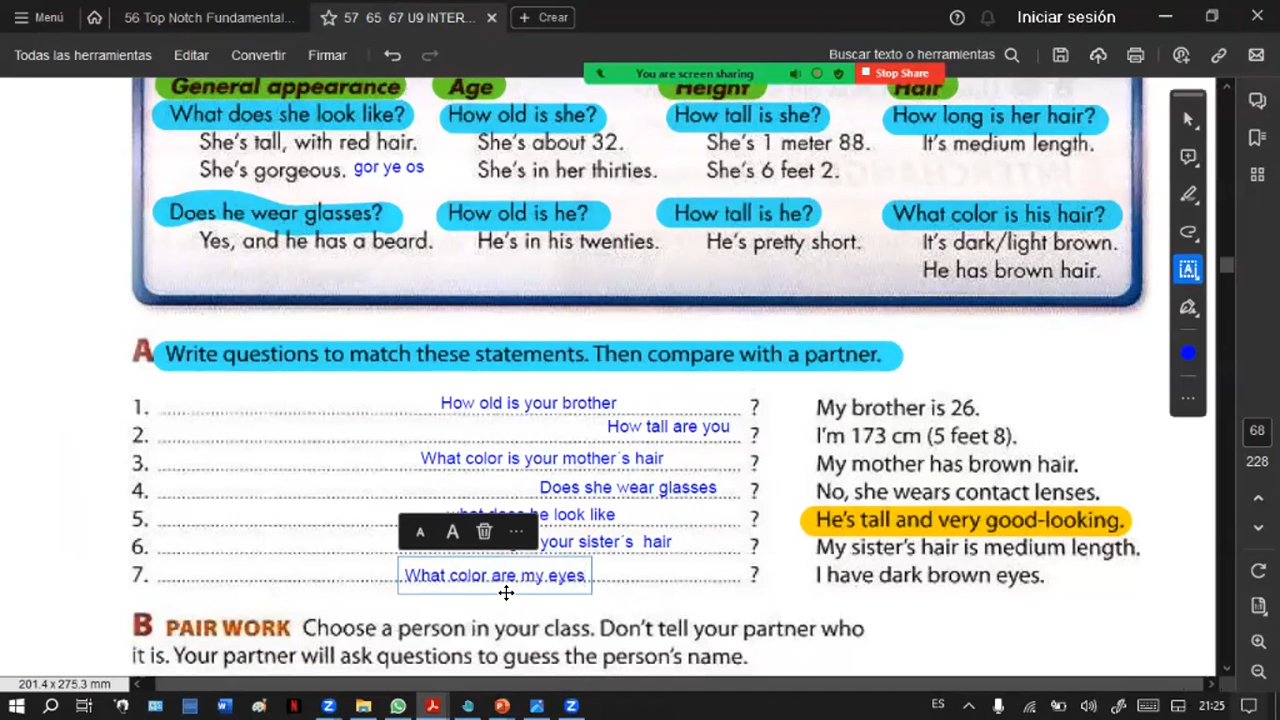 Menú
56 Top Notch Fundamental...
57 65 67 U9 INTER...
Crear
Iniciar sesión
Todas las herramientas
Editar
Convertir
Firmar
Buscar texto o herramientas
You are screen sharing
Stop Share
General appearance Age Height Hair
What does she look like? How old is she? How tall is she? How long is her hair?
She's tall, with red hair. She's about 32. She's 1 meter 88. It's medium length.
She's gorgeous. gor ye os She's in her thirties. She's 6 feet 2.
Does he wear glasses? How old is he? How tall is he? What color is his hair?
Yes, and he has a beard. He's in his twenties. He's pretty short. It's dark/light brown.
He has brown hair.
A Write questions to match these statements. Then compare with a partner.
1. How old is your brother ? My brother is 26.
2. How tall are you ? I'm 173 cm (5 feet 8).
3. What color is your mother´s hair ? My mother has brown hair.
4. Does she wear glasses ? No, she wears contact lenses.
5. look like ? He's tall and very good-looking.
6. your sister´s hair ? My sister's hair is medium length.
7. What color are my eyes ? I have dark brown eyes.
A A ...
B PAIR WORK Choose a person in your class. Don't tell your partner who
it is. Your partner will ask questions to guess the person's name.
68
228
201.4 x 275.3 mm
ES
21:25